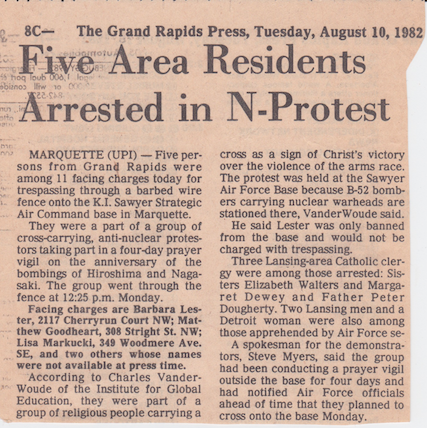 8C— The Grand Rapids Press, Tuesday, August 10, 1982
Five Area Residents
Arrested in N-Protest
MARQUETTE (UPI) — Five per-
sons from Grand Rapids were
among 11 facing charges today for
trespassing through a barbed wire
fence onto the K.I. Sawyer Strategic
Air Command base in Marquette.
They were a part of a group of
cross-carrying, anti-nuclear protes-
tors taking part in a four-day prayer
vigil on the anniversary of the
bombings of Hiroshima and Naga-
saki. The group went through the
fence at 12:25 p.m. Monday.
Facing charges are Barbara Les-
ter, 2117 Cherryrun Court NW; Mat-
thew Goodheart, 308 Stright St. NW;
Lisa Markucki, 349 Woodmere Ave.
SE, and two others whose names
were not available at press time.
According to Charles Vander-
oude of the Institute for Global
Education, they were part of a
group of religious people carrying a
cross as a sign of Christ's victory
over the violence of the arms race.
The protest was held at the Sawyer
Air Force Base because B-52 bomb-
ers carrying nuclear warheads are
stationed there, VanderWoude said.
He said Lester was only banned
from the base and would not be
charged with trespassing.
Three Lansing-area Catholic cler-
gy were among those arrested: Sis-
ters Elizabeth Walters and Marga-
ret Dewey and Father Peter
Dougherty. Two Lansing men and a
Detroit woman were also among
those apprehended by Air Force se-
A spokesman for the demonstra-
tors, Steve Myers, said the group
had been conducting a prayer vigil
outside the base for four days and
had notified Air Force officials
ahead of time that they planned to
cross onto the base Monday.